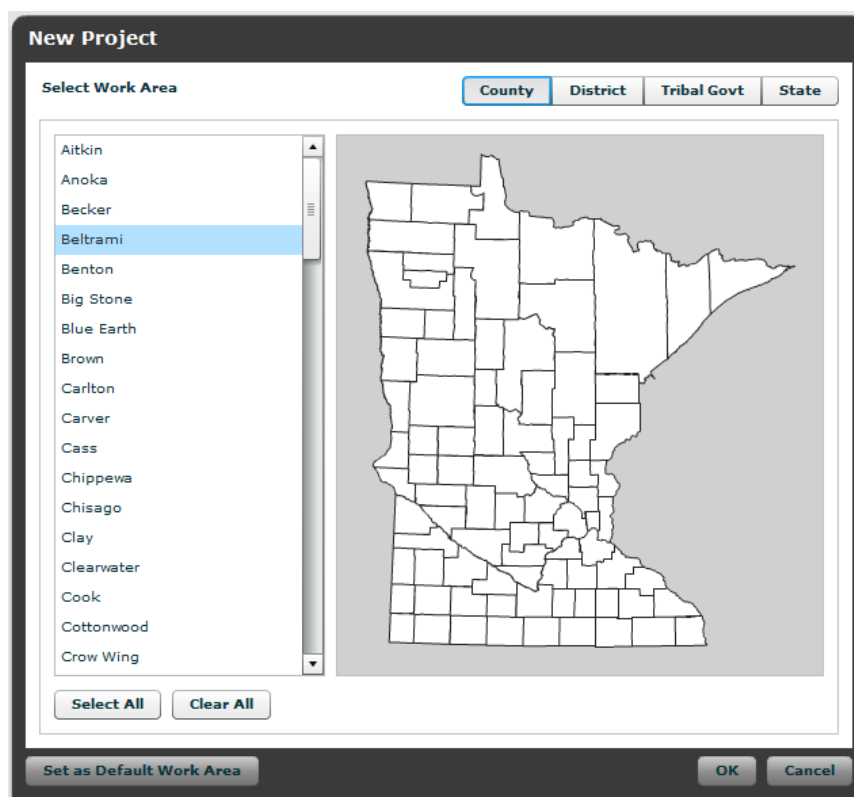 New Project
Select Work Area
County District Tribal Govt State
Aitkin
Anoka
Becker
Beltrami
Benton
Big Stone
Blue Earth
Brown
Carlton
Carver
Cass
Chippewa
Chisago
Clay
Clearwater
Cook
Cottonwood
Crow Wing
Select All Clear All
Set as Default Work Area OK Cancel